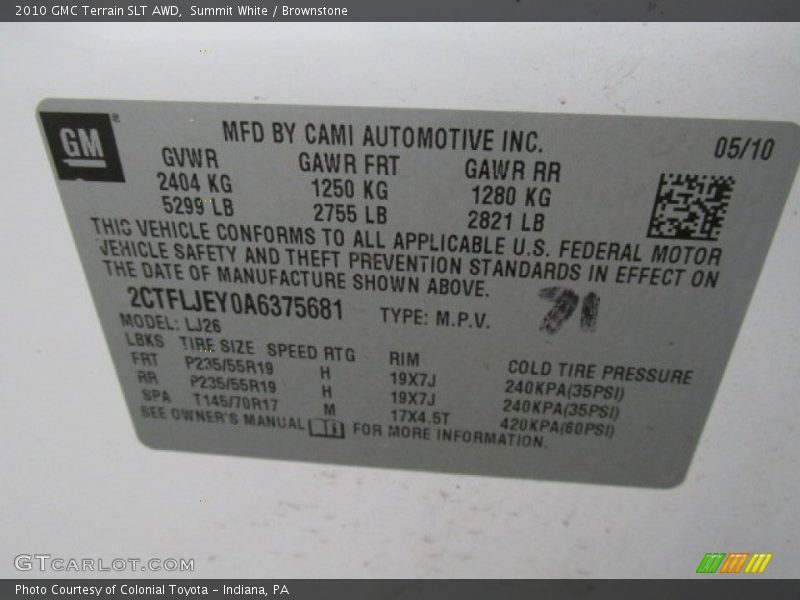 2010 GMC Terrain SLT AWD, Summit White / Brownstone
GM®
MFD BY CAMI AUTOMOTIVE INC.
05/10
GVWR GAWR FRT GAWR RR
2404 KG 1250 KG 1280 KG
5299 LB 2755 LB 2821 LB
THIS VEHICLE CONFORMS TO ALL APPLICABLE U.S. FEDERAL MOTOR
VEHICLE SAFETY AND THEFT PREVENTION STANDARDS IN EFFECT ON
THE DATE OF MANUFACTURE SHOWN ABOVE.
2CTFLJEY0A6375681 TYPE: M.P.V.
71
MODEL: LJ26
LBKS TIRE SIZE SPEED RTG RIM COLD TIRE PRESSURE
FRT P235/55R19 H 19X7J 240KPA(35PSI)
RR P235/55R19 H 19X7J 240KPA(35PSI)
SPA T145/70R17 M 17X4.5T 420KPA(60PSI)
SEE OWNER'S MANUAL FOR MORE INFORMATION.
GTCARLOT.COM
Photo Courtesy of Colonial Toyota - Indiana, PA